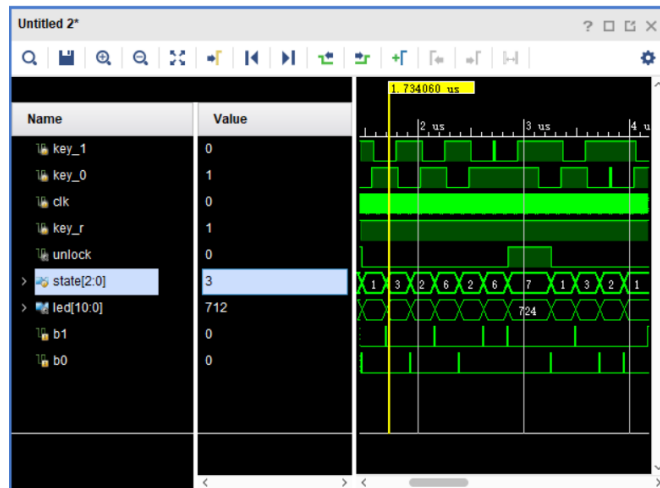 Untitled 2*
1.734060 us
Name Value
2 us 3 us 4 u
key_1 0
key_0 1
clk 0
key_r 1
unlock 0
state[2:0] 3 1 3 2 6 2 6 7 1 3 2 1
led[10:0] 712 724
b1 0
b0 0